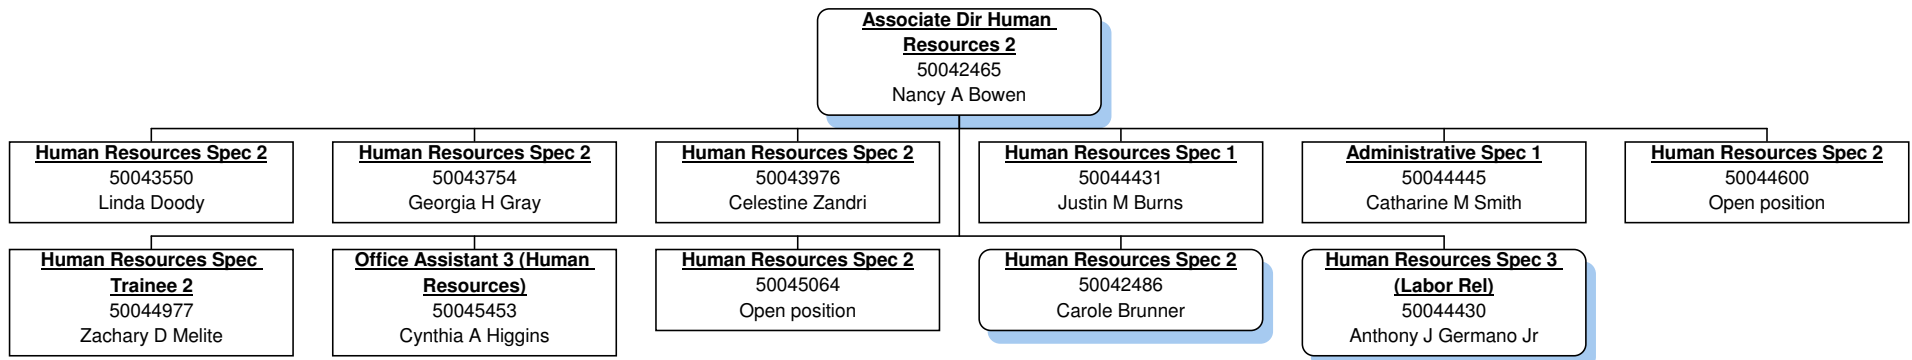 Associate Dir Human
Resources 2
50042465
Nancy A Bowen
Human Resources Spec 2
50043550
Linda Doody
Human Resources Spec 2
50043754
Georgia H Gray
Human Resources Spec 2
50043976
Celestine Zandri
Human Resources Spec 1
50044431
Justin M Burns
Administrative Spec 1
50044445
Catharine M Smith
Human Resources Spec 2
50044600
Open position
Human Resources Spec
Trainee 2
50044977
Zachary D Melite
Office Assistant 3 (Human
Resources)
50045453
Cynthia A Higgins
Human Resources Spec 2
50045064
Open position
Human Resources Spec 2
50042486
Carole Brunner
Human Resources Spec 3
(Labor Rel)
50044430
Anthony J Germano Jr